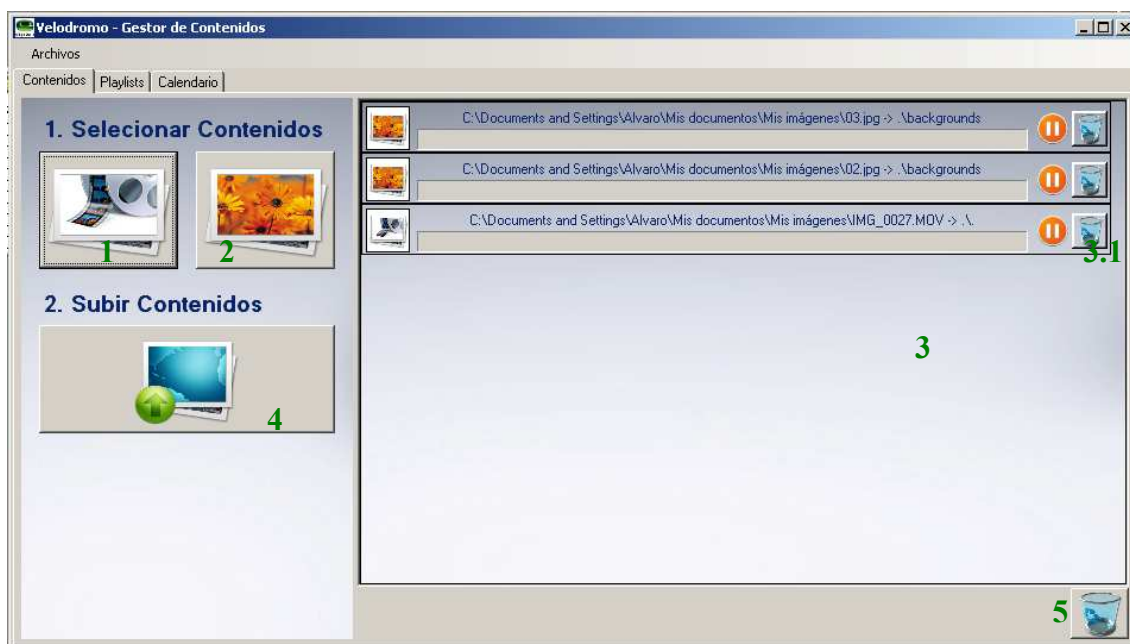 Velodromo - Gestor de Contenidos
Archivos
Contenidos Playlists Calendario
1. Selecionar Contenidos
1 2
2. Subir Contenidos
4
C:\Documents and Settings\Alvaro\Mis documentos\Mis imágenes\03.jpg -> .\backgrounds
C:\Documents and Settings\Alvaro\Mis documentos\Mis imágenes\02.jpg -> .\backgrounds
C:\Documents and Settings\Alvaro\Mis documentos\Mis imágenes\IMG_0027.MOV -> .\.
3.1
3
5